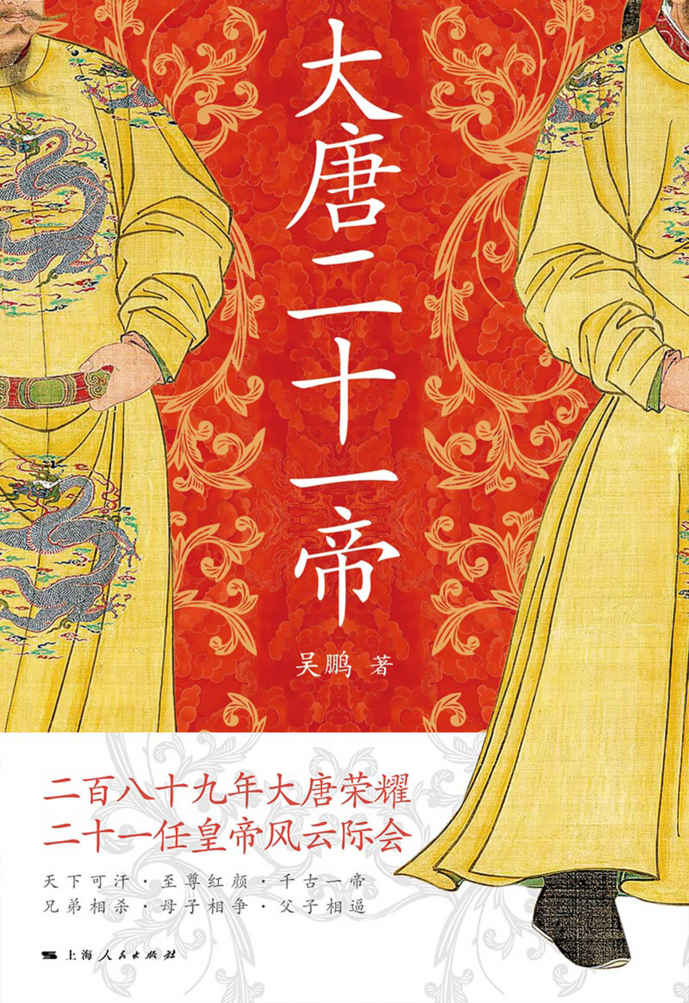 大唐二十一帝
吴鹏 著
二百八十九年大唐荣耀
二十一任皇帝风云际会
天下可汗·至尊红颜·千古一帝
兄弟相杀·母子相争·父子相逼
上海人民出版社